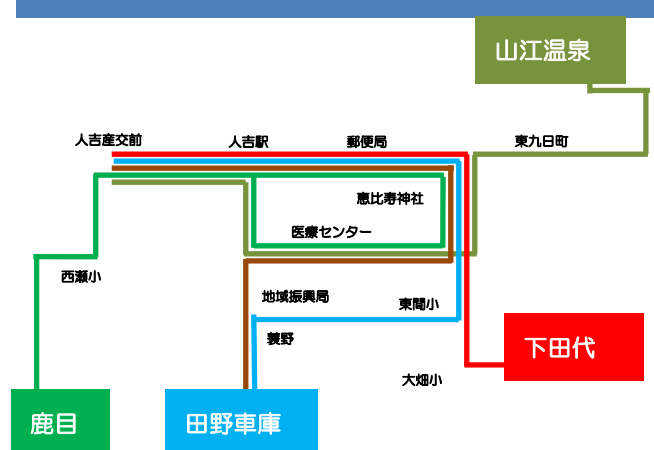 山江温泉
人吉産交前
人吉駅
郵便局
東九日町
恵比寿神社
医療センター
西瀬小
地域振興局
東間小
蓑野
下田代
大畑小
鹿目
田野車庫